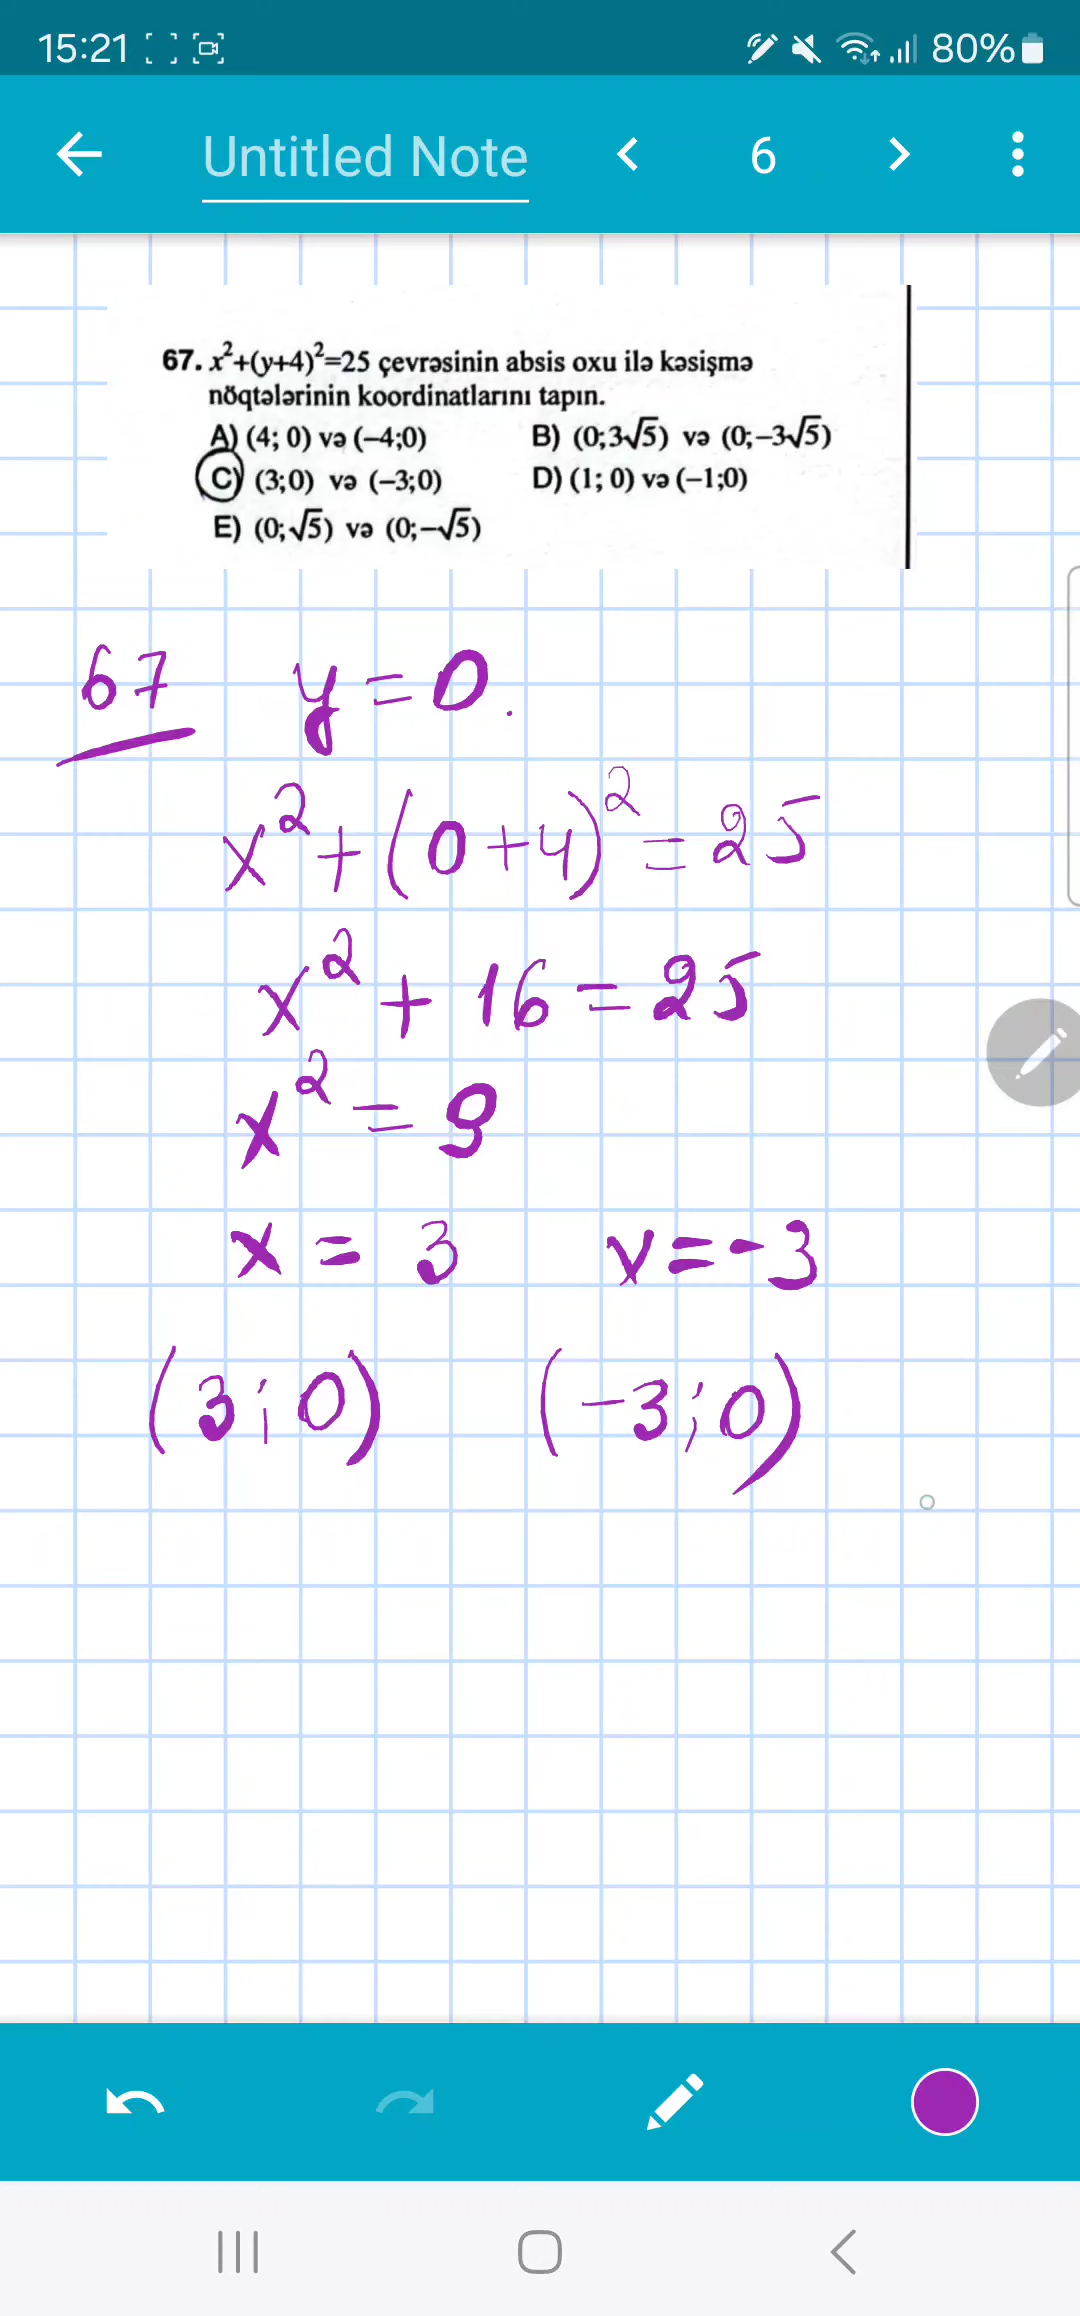 15:21 80%
Untitled Note 6
67. x²+(y+4)²=25 çevrəsinin absis oxu ilə kəsişmə
nöqtələrinin koordinatlarını tapın.
A) (4; 0) və (–4;0) B) (0;3√5) və (0;–3√5)
C) (3;0) və (–3;0) D) (1; 0) və (–1;0)
E) (0;√5) və (0;–√5)
67 y = 0.
x² + (0+4)² = 25
x² + 16 = 25
x² = 9
x = 3 x = -3
(3;0) (-3;0)